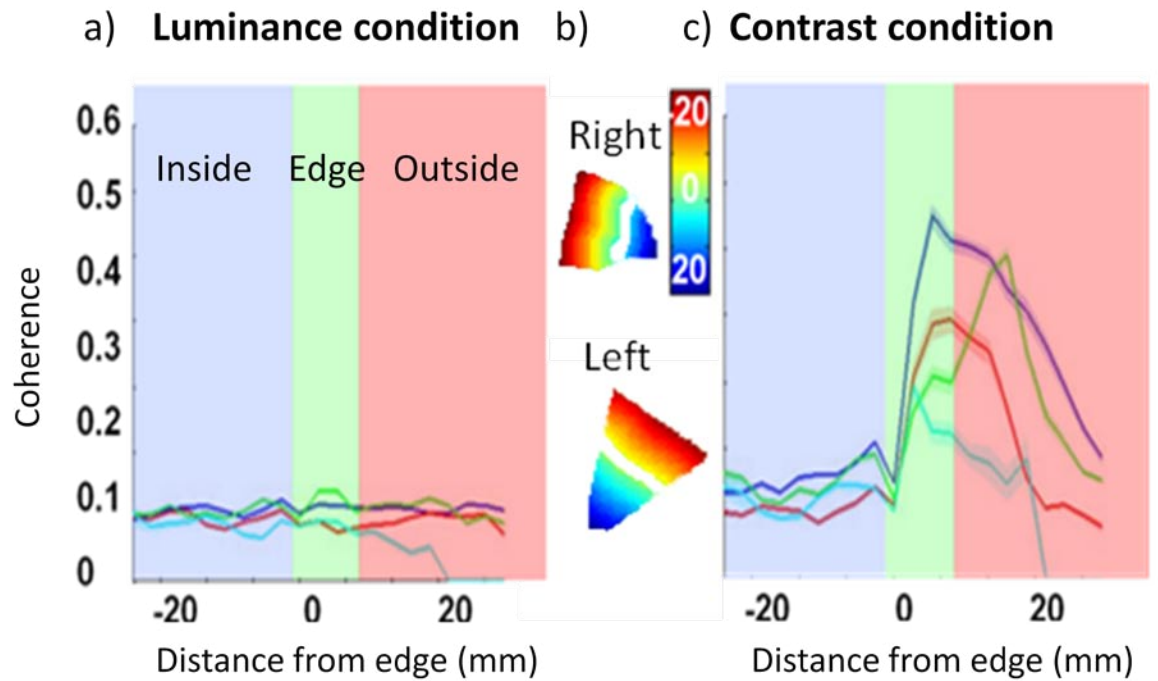 a) Luminance condition
b)
c) Contrast condition
0.6
0.5
0.4
0.3
0.2
0.1
0
Coherence
Inside Edge Outside
-20 0 20
Distance from edge (mm)
Right
-20
0
20
Left
-20 0 20
Distance from edge (mm)